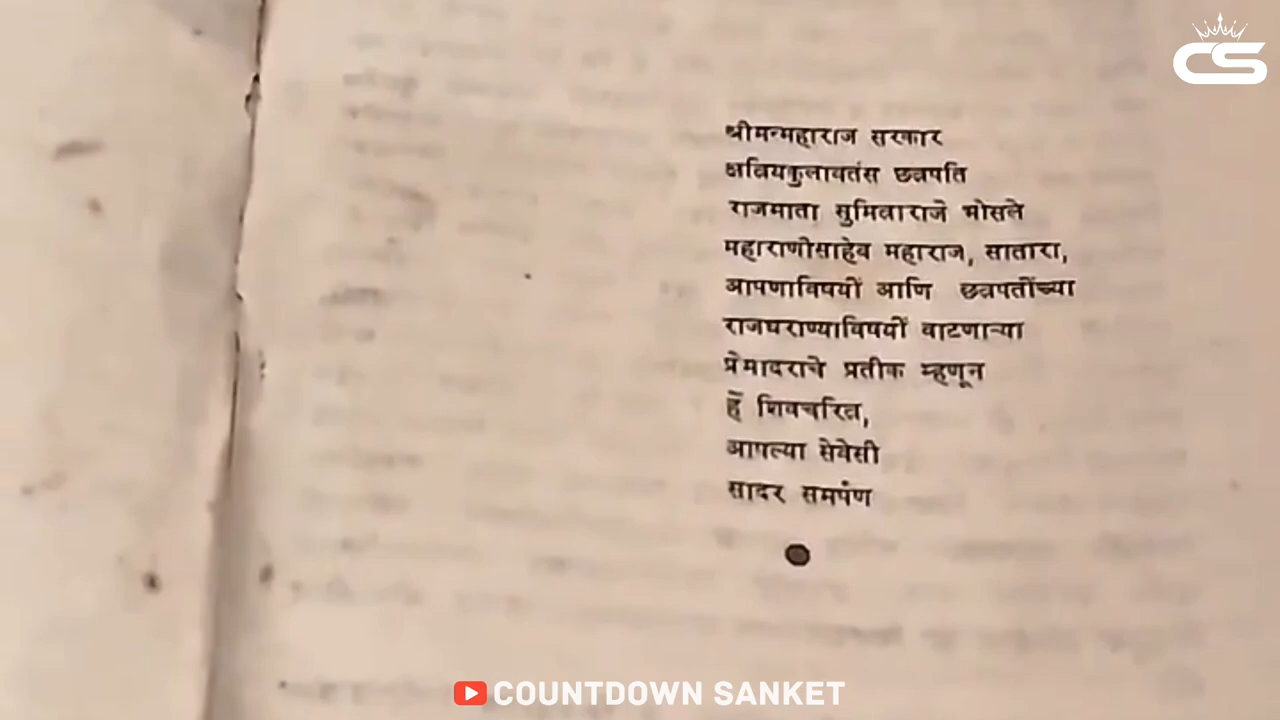 CS
श्रीमन्महाराज सरकार
क्षत्रियकुलावतंस छत्रपति
राजमाता सुमित्राराजे भोसले
महाराणीसाहेब महाराज, सातारा,
आपणाविषयीं आणि छत्रपतींच्या
राजघराण्याविषयीं वाटणाऱ्या
प्रेमादराचे प्रतीक म्हणून
हें शिवचरित्र,
आपल्या सेवेसी
सादर समर्पण
COUNTDOWN SANKET